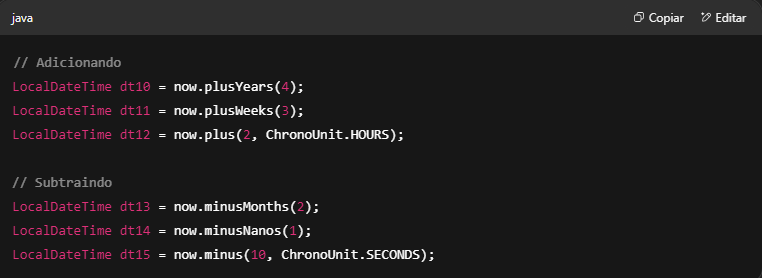 java
Copiar
Editar
// Adicionando
LocalDateTime dt10 = now.plusYears(4);
LocalDateTime dt11 = now.plusWeeks(3);
LocalDateTime dt12 = now.plus(2, ChronoUnit.HOURS);
// Subtraindo
LocalDateTime dt13 = now.minusMonths(2);
LocalDateTime dt14 = now.minusNanos(1);
LocalDateTime dt15 = now.minus(10, ChronoUnit.SECONDS);